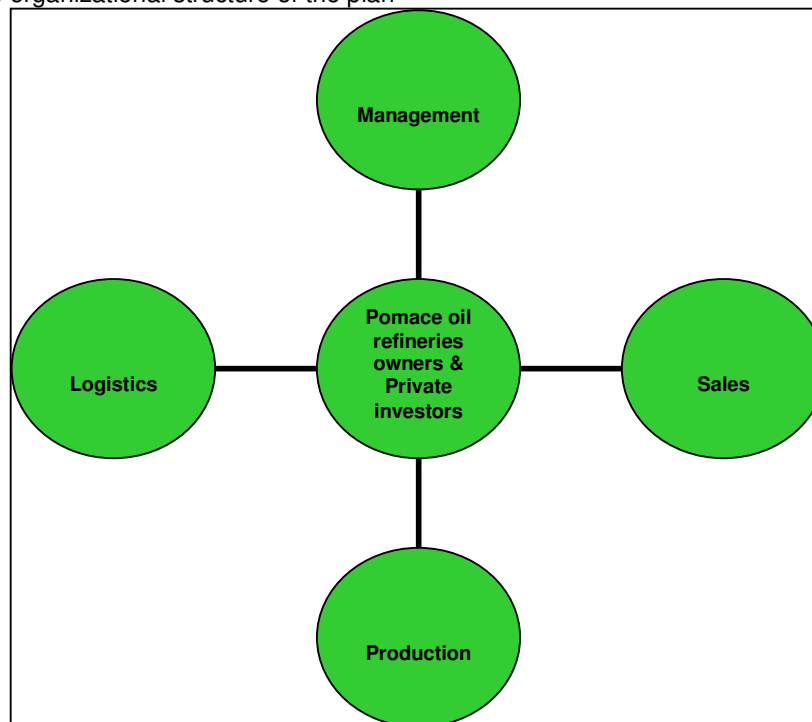 organizational structure of the plan
Management
Pomace oil
refineries
owners &
Private
investors
Logistics
Sales
Production